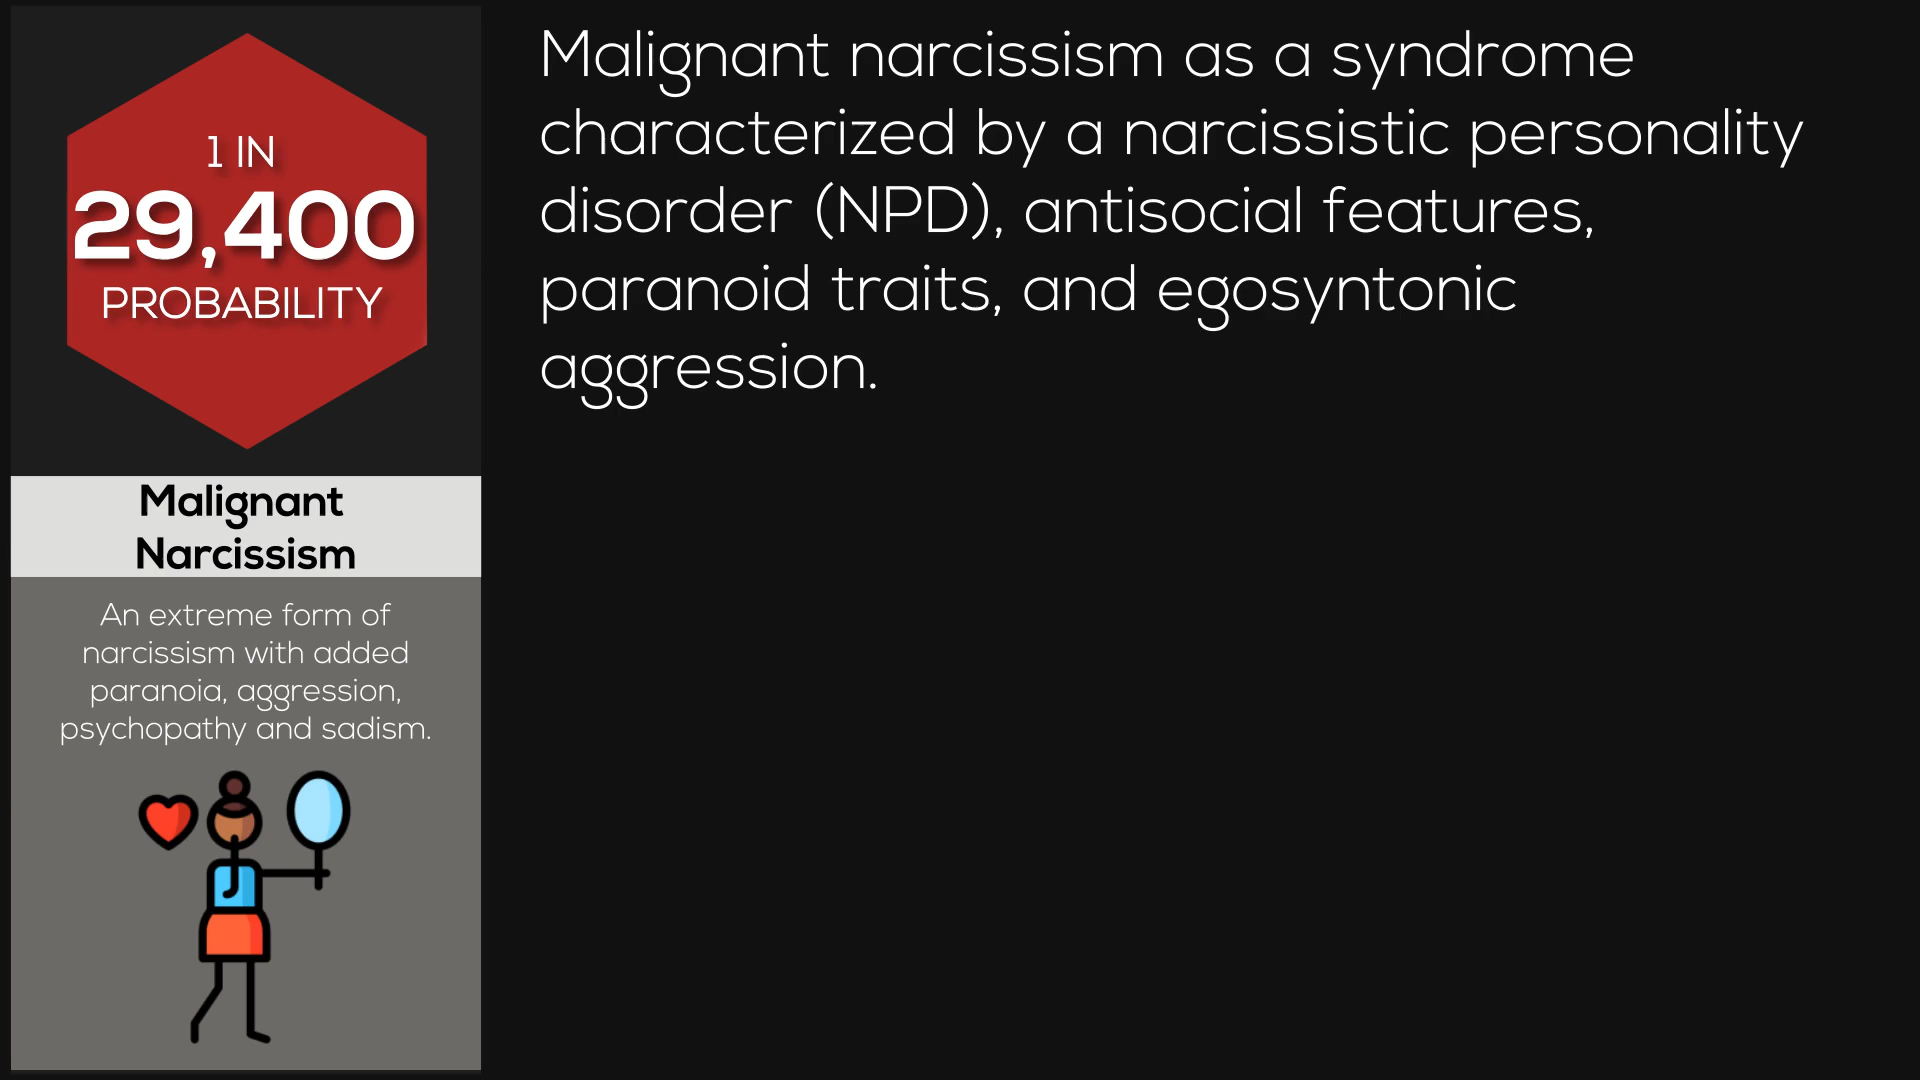 1 IN
29,400
PROBABILITY
Malignant
Narcissism
An extreme form of
narcissism with added
paranoia, aggression,
psychopathy and sadism.
Malignant narcissism as a syndrome
characterized by a narcissistic personality
disorder (NPD), antisocial features,
paranoid traits, and egosyntonic
aggression.